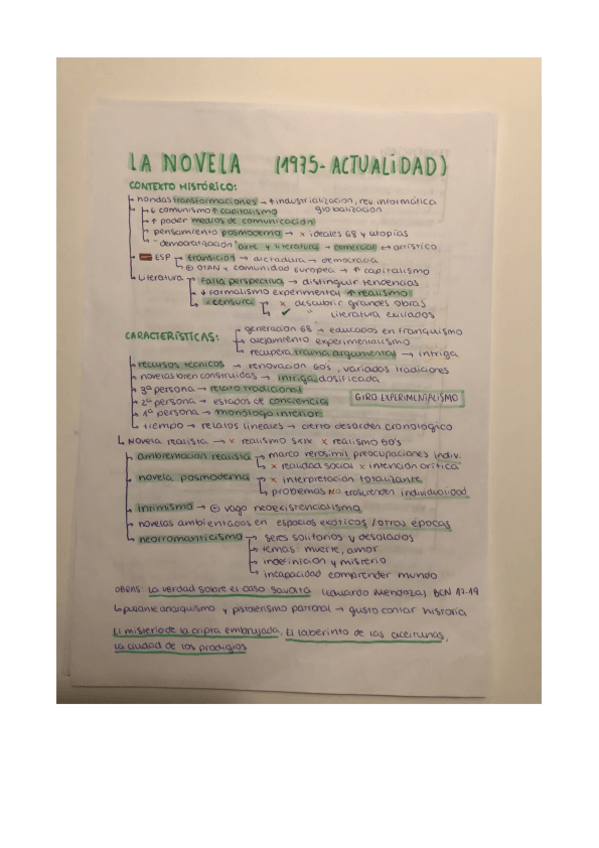 LA NOVELA (1975-ACTUALIDAD)
CONTEXTO HISTÓRICO:
hondas transformaciones → ↑ industrialización, rev. informática
globalización
↓ comunismo ↑ capitalismo
↑ poder medios de comunicación
pensamiento posmoderno → x ideales 68 y utopías
"democratización" arte y literatura → comercial ↔ artístico
ESP → transición → dictadura → democracia
OTAN y comunidad Europea → ↑ capitalismo
Literatura → falta perspectiva → distinguir tendencias
↓ formalismo experimental ↑ realismo
censura → x descubrir grandes obras
✓ " literatura exiliados
CARACTERÍSTICAS: → generación 68 → educados en franquismo
alejamiento experimentalismo
recupera trama argumental → intriga
recursos técnicos → renovación 60's, variados tradiciones
novelas bien construidas → intriga dosificada
3ª persona → relato tradicional
2ª persona → estados de conciencia
GIRO EXPERIMENTALISMO
1ª persona → monólogo interior
tiempo → relatos lineales → cierto desorden cronológico
↳ Novela realista → x realismo SXIX x realismo 50's
ambientación realista → marco verosímil preocupaciones indiv.
x realidad social x intención crítica
novela posmoderna → x interpretación totalizante
problemas NO trascienden individualidad
intimismo → vago neoexistencialismo
novelas ambientadas en espacios exóticos / otras épocas
neorromanticismo → seres solitarios y desolados
temas: muerte, amor
indefinición y misterio
incapacidad comprender mundo
OBRAS: La verdad sobre el caso Savolta (Eduardo Mendoza) BCN 17-19
↳ pujante anarquismo y pistolerismo patronal → gusto contar historia
El misterio de la cripta embrujada, El laberinto de las aceitunas,
La ciudad de los prodigios